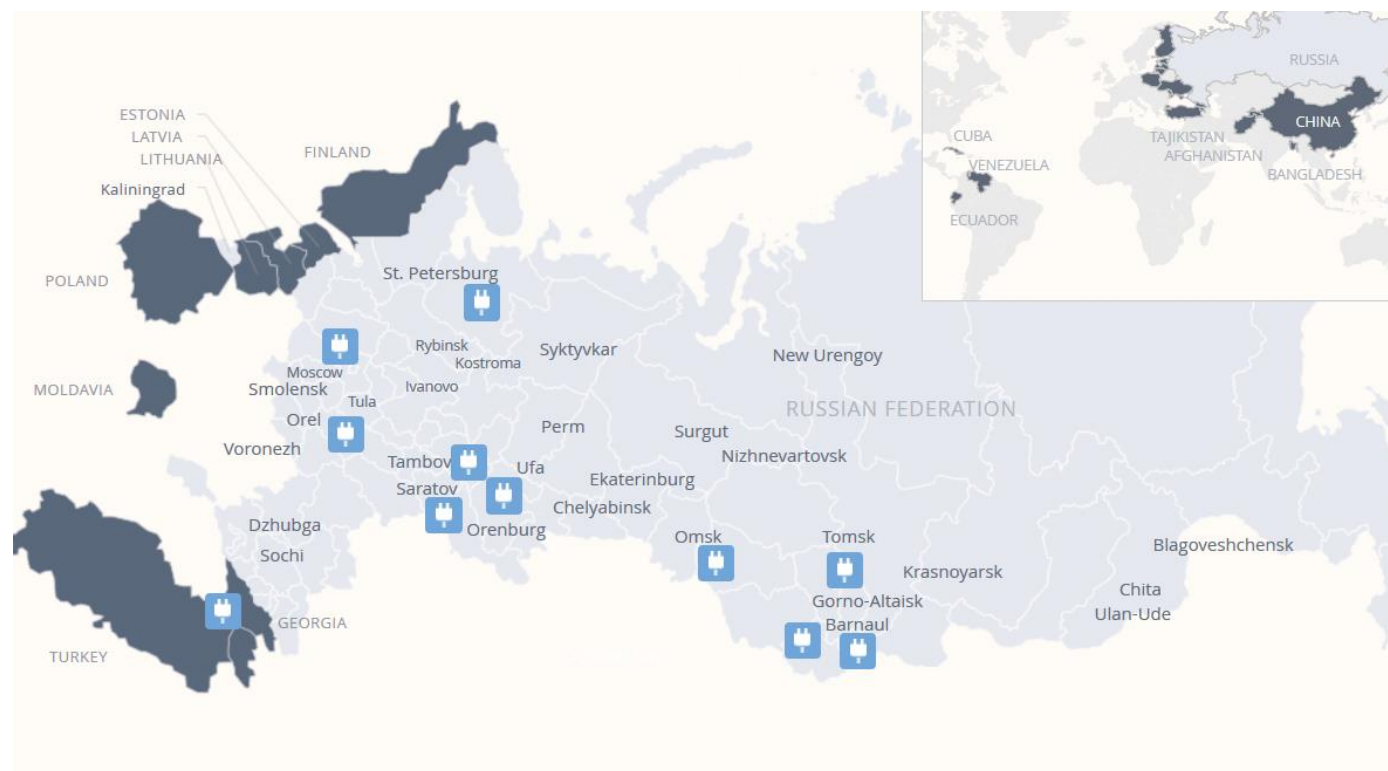 ESTONIA
LATVIA
LITHUANIA
Kaliningrad
FINLAND
POLAND
MOLDAVIA
TURKEY
GEORGIA
St. Petersburg
Rybinsk
Kostroma
Syktyvkar
New Urengoy
Moscow
Smolensk
Ivanovo
Tula
Orel
RUSSIAN FEDERATION
Voronezh
Perm
Surgut
Tambov
Ufa
Nizhnevartovsk
Saratov
Ekaterinburg
Chelyabinsk
Dzhubga
Orenburg
Sochi
Omsk
Tomsk
Blagoveshchensk
Krasnoyarsk
Chita
Gorno-Altaisk
Ulan-Ude
Barnaul
RUSSIA
CHINA
CUBA
TAJIKISTAN
AFGHANISTAN
VENEZUELA
BANGLADESH
ECUADOR